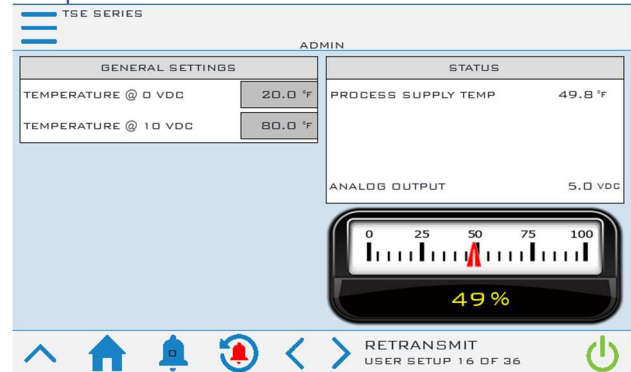 TSE SERIES
ADMIN
GENERAL SETTINGS
TEMPERATURE @ 0 VDC 20.0 °F
TEMPERATURE @ 10 VDC 80.0 °F
STATUS
PROCESS SUPPLY TEMP 49.8 °F
ANALOG OUTPUT 5.0 VDC
0 25 50 75 100
49%
0
RETRANSMIT
USER SETUP 16 OF 36